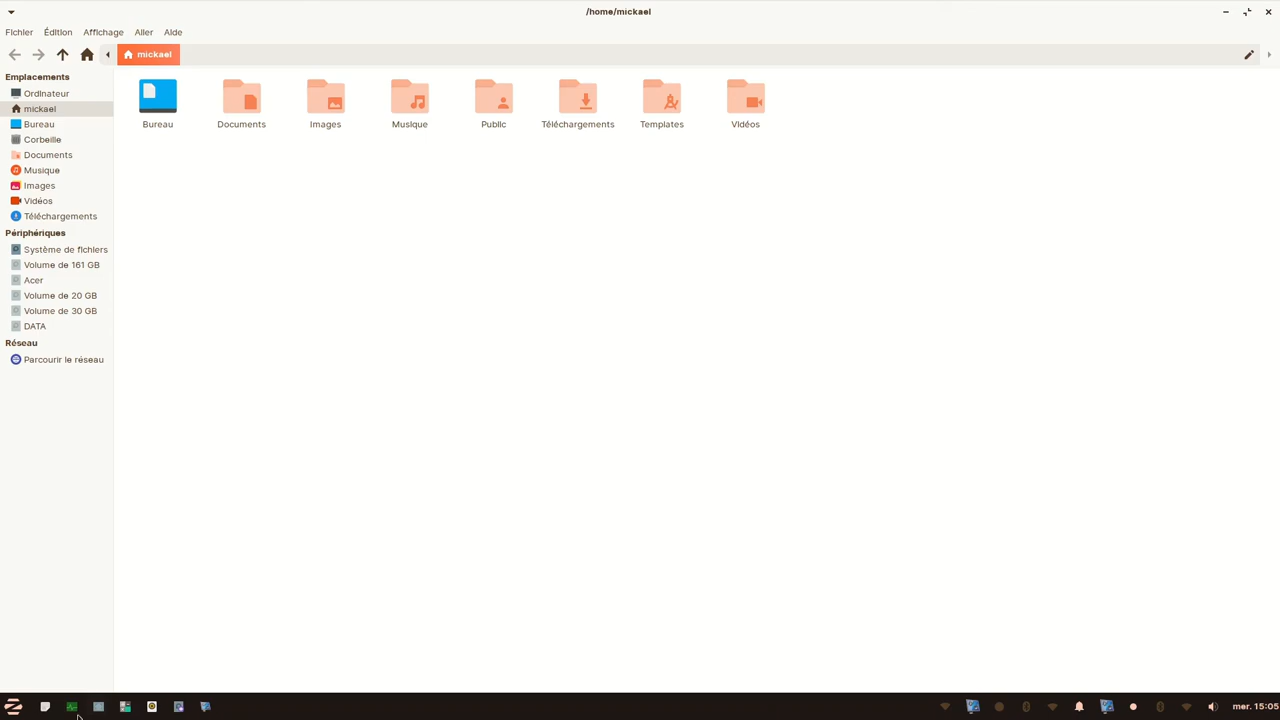 /home/mickael
Fichier Édition Affichage Aller Aide
mickael
Emplacements
Ordinateur
mickael
Bureau
Corbeille
Documents
Musique
Images
Vidéos
Téléchargements
Périphériques
Système de fichiers
Volume de 161 GB
Acer
Volume de 20 GB
Volume de 30 GB
DATA
Réseau
Parcourir le réseau
Bureau Documents Images Musique Public Téléchargements Templates Vidéos
mer. 15:05